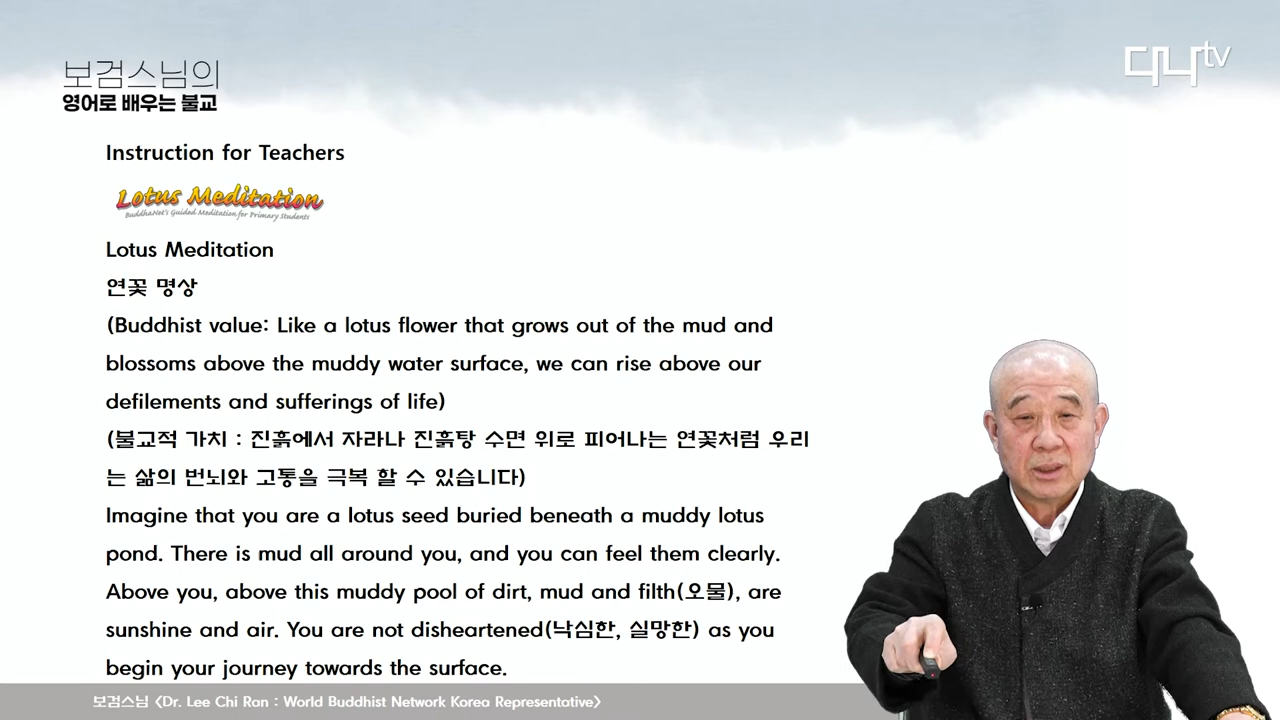 보검스님의
영어로 배우는 불교
다나tv
Instruction for Teachers
Lotus Meditation
BuddhaNet's Guided Meditation for Primary Students
Lotus Meditation
연꽃 명상
(Buddhist value: Like a lotus flower that grows out of the mud and
blossoms above the muddy water surface, we can rise above our
defilements and sufferings of life)
(불교적 가치 : 진흙에서 자라나 진흙탕 수면 위로 피어나는 연꽃처럼 우리
는 삶의 번뇌와 고통을 극복 할 수 있습니다)
Imagine that you are a lotus seed buried beneath a muddy lotus
pond. There is mud all around you, and you can feel them clearly.
Above you, above this muddy pool of dirt, mud and filth(오물), are
sunshine and air. You are not disheartened(낙심한, 실망한) as you
begin your journey towards the surface.
보검스님 <Dr. Lee Chi Ran : World Buddhist Network Korea Representative>